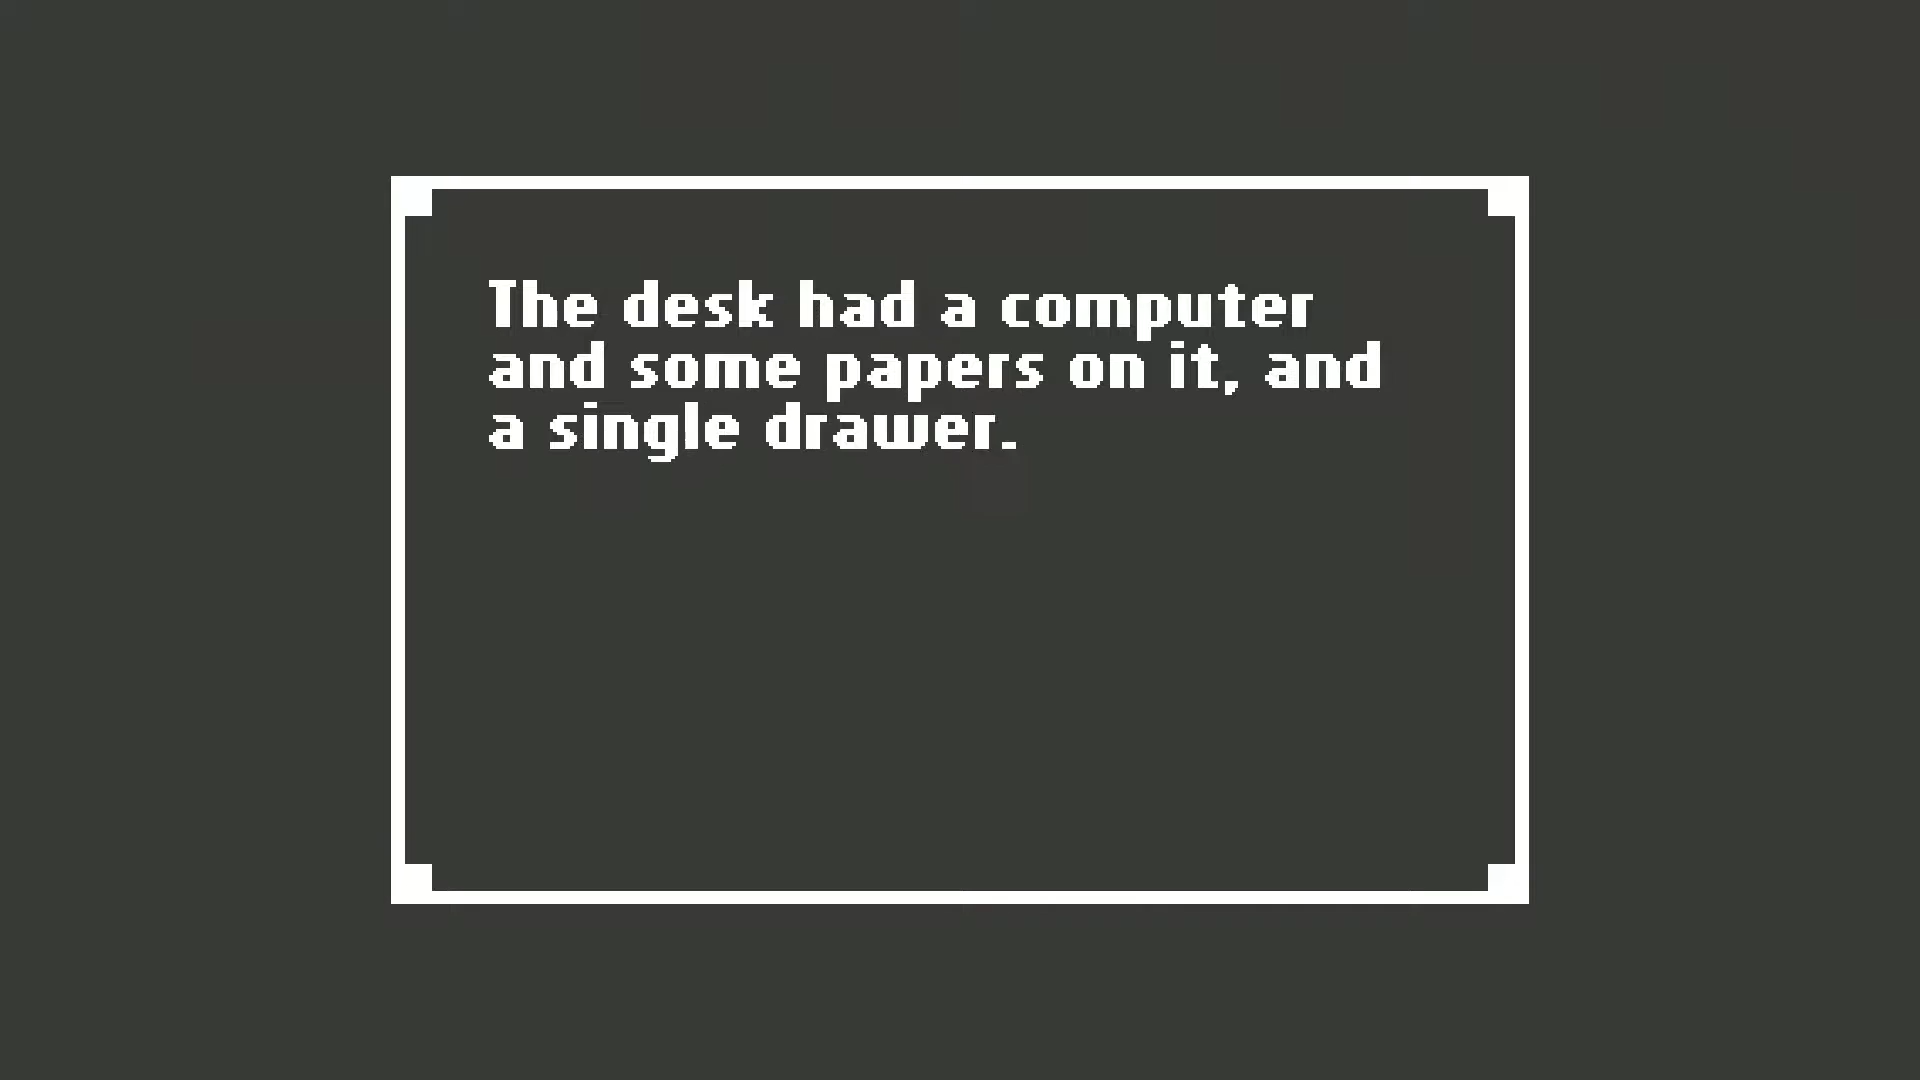 The desk had a computer
and some papers on it, and
a single drawer.